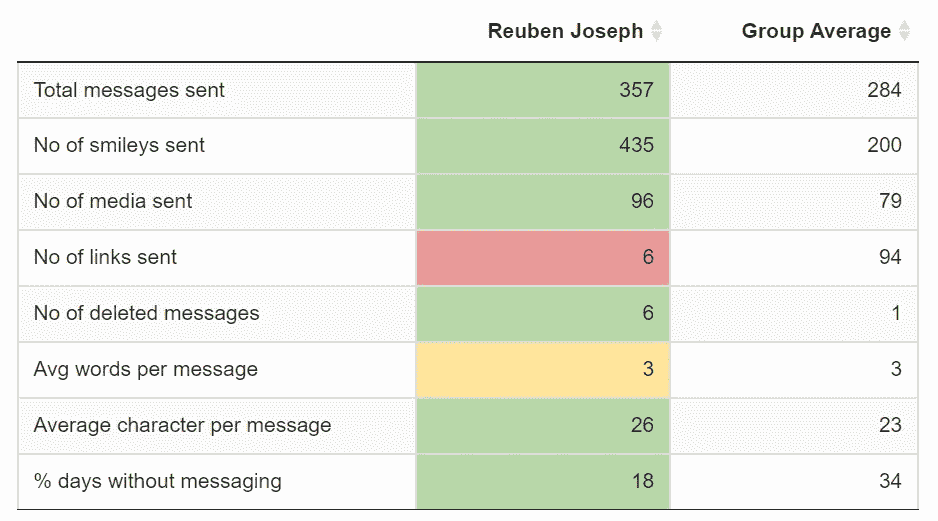 Reuben Joseph Group Average
Total messages sent 357 284
No of smileys sent 435 200
No of media sent 96 79
No of links sent 6 94
No of deleted messages 6 1
Avg words per message 3 3
Average character per message 26 23
% days without messaging 18 34